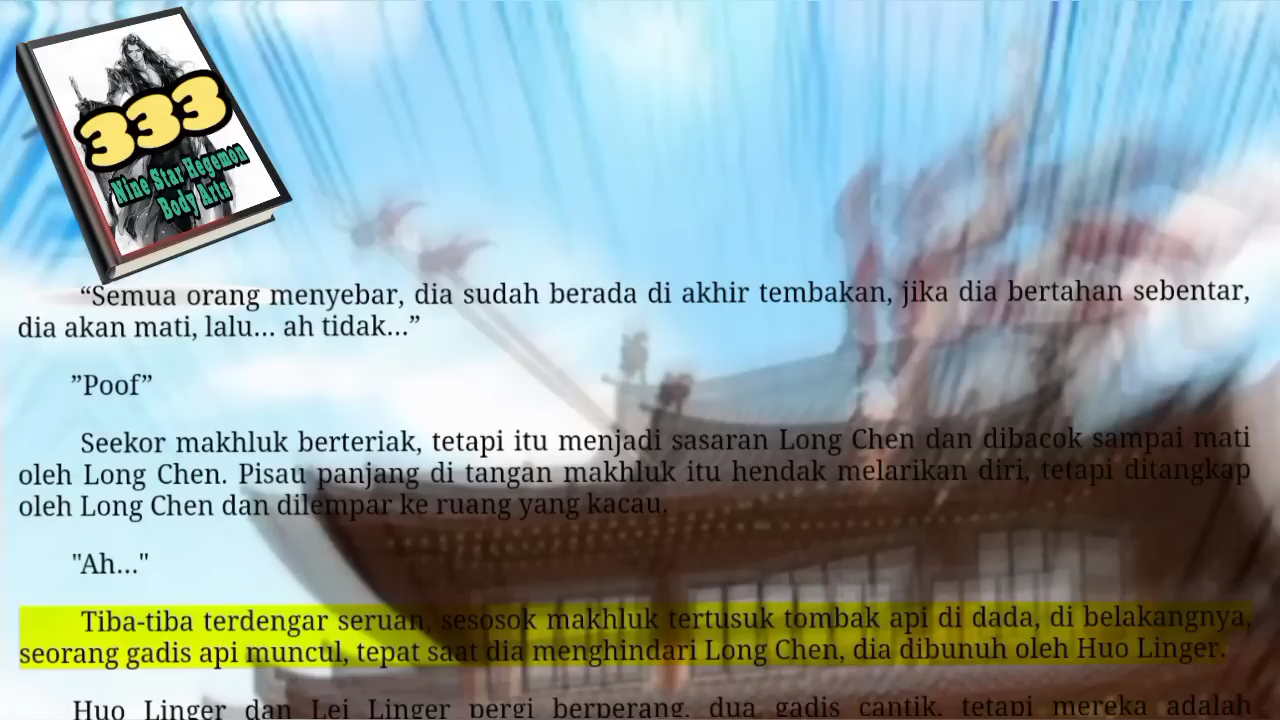 333
Nine Star Hegemon
Body Arts
“Semua orang menyebar, dia sudah berada di akhir tembakan, jika dia bertahan sebentar,
dia akan mati, lalu... ah tidak...”
”Poof”
Seekor makhluk berteriak, tetapi itu menjadi sasaran Long Chen dan dibacok sampai mati
oleh Long Chen. Pisau panjang di tangan makhluk itu hendak melarikan diri, tetapi ditangkap
oleh Long Chen dan dilempar ke ruang yang kacau.
"Ah..."
Tiba-tiba terdengar seruan, sesosok makhluk tertusuk tombak api di dada, di belakangnya,
seorang gadis api muncul, tepat saat dia menghindari Long Chen, dia dibunuh oleh Huo Linger.
Huo Linger dan Lei Linger pergi berperang, dua gadis cantik, tetapi mereka adalah